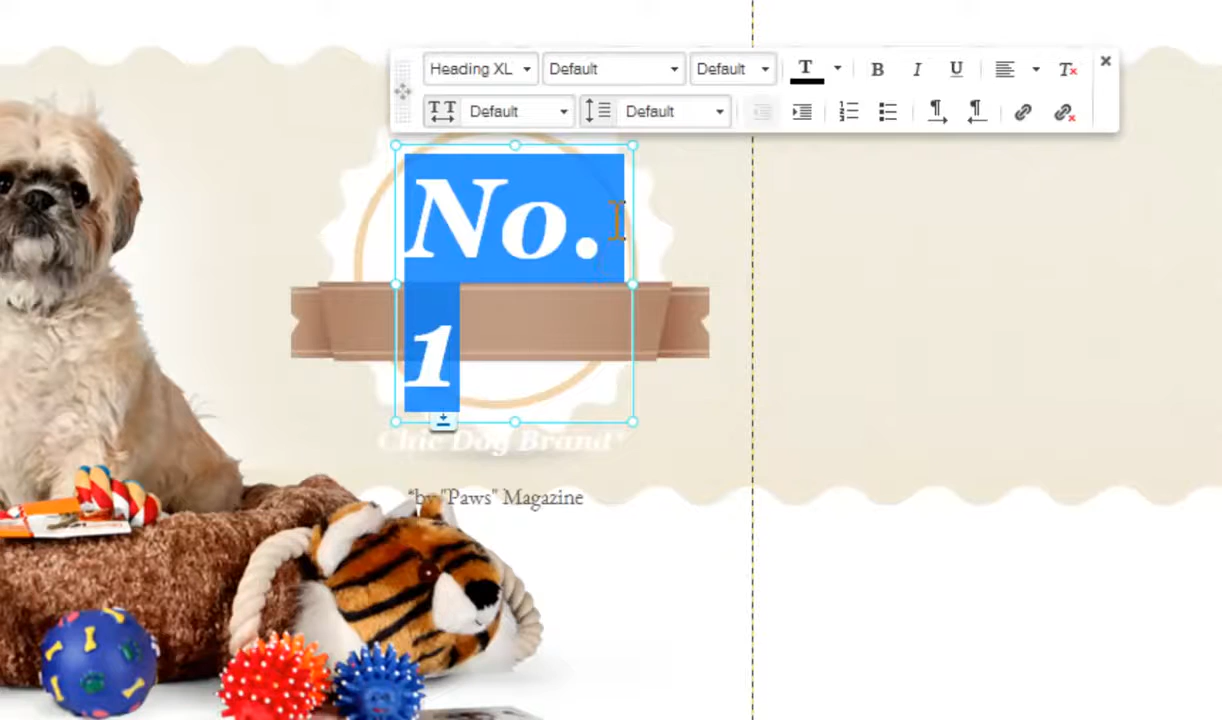 Heading XL Default Default T B I U T
T T Default Default
No.
1
Chic Dog Brand*
*by "Paws" Magazine